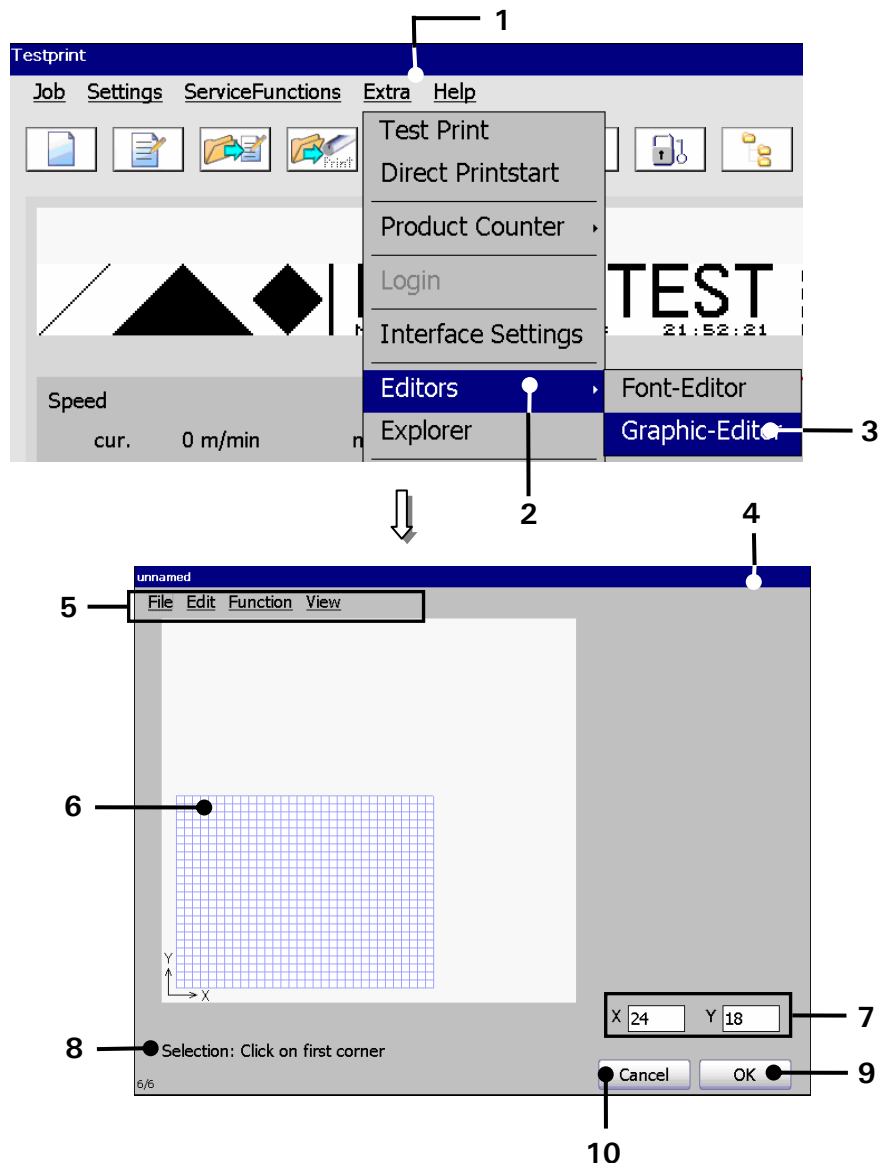 1
Testprint
Job Settings ServiceFunctions Extra Help
Print
Test Print
Direct Printstart
Product Counter
Login
TEST
Interface Settings
21:52:21
Editors
Font-Editor
Speed
Explorer
Graphic-Editor
3
cur. 0 m/min
2
4
unnamed
5
File Edit Function View
6
Y
X
X 24 Y 18
7
8
Selection: Click on first corner
6/6
Cancel OK
9
10